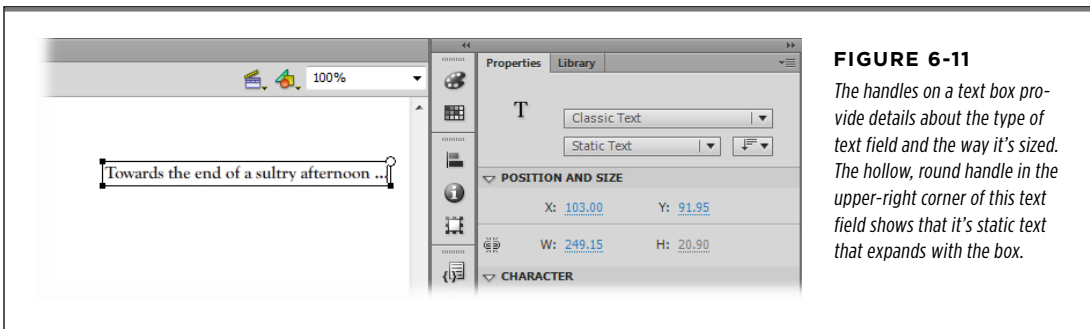 100%
Towards the end of a sultry afternoon ...
Properties Library
T
Classic Text
Static Text
POSITION AND SIZE
X: 103.00 Y: 91.95
W: 249.15 H: 20.90
CHARACTER
FIGURE 6-11
The handles on a text box pro-
vide details about the type of
text field and the way it’s sized.
The hollow, round handle in the
upper-right corner of this text
field shows that it’s static text
that expands with the box.